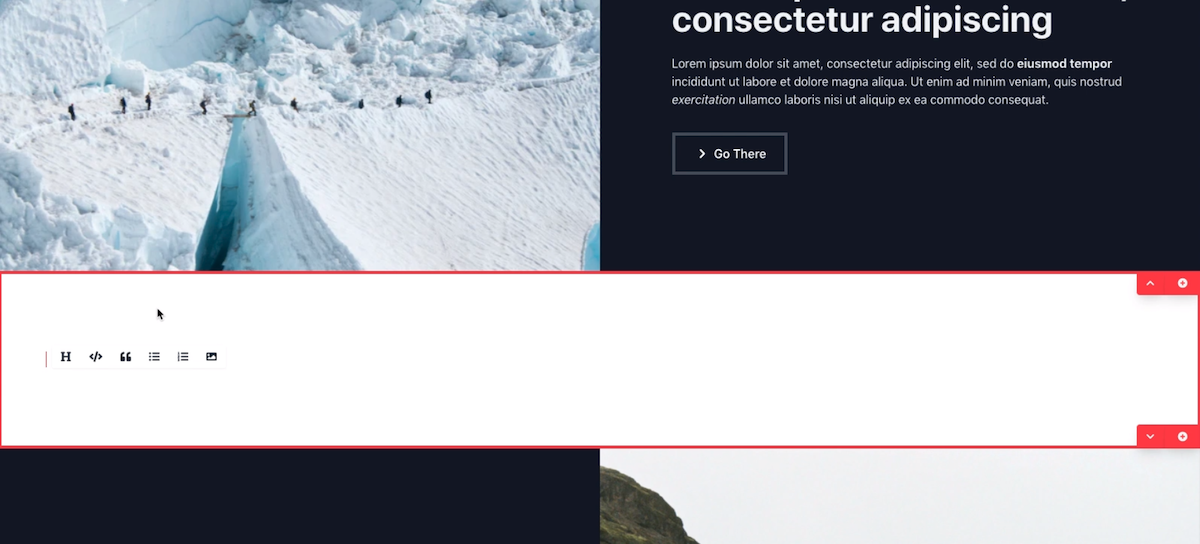 consectetur adipiscing
Lorem ipsum dolor sit amet, consectetur adipiscing elit, sed do eiusmod tempor
incididunt ut labore et dolore magna aliqua. Ut enim ad minim veniam, quis nostrud
exercitation ullamco laboris nisi ut aliquip ex ea commodo consequat.
Go There
H